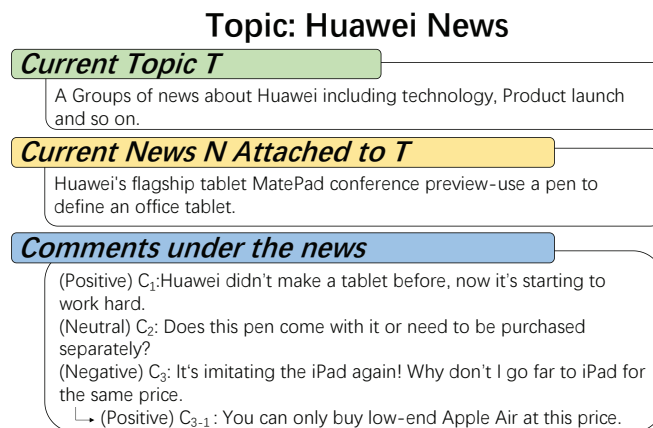 Topic: Huawei News
Current Topic T
A Groups of news about Huawei including technology, Product launch
and so on.
Current News N Attached to T
Huawei's flagship tablet MatePad conference preview-use a pen to
define an office tablet.
Comments under the news
(Positive) C₁:Huawei didn't make a tablet before, now it's starting to
work hard.
(Neutral) C₂: Does this pen come with it or need to be purchased
separately?
(Negative) C₃: It's imitating the iPad again! Why don't I go far to iPad for
the same price.
(Positive) C₃₋₁ : You can only buy low-end Apple Air at this price.